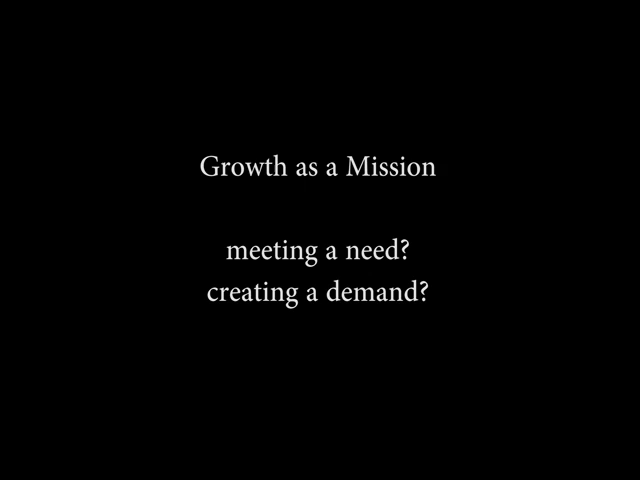 Growth as a Mission
meeting a need?
creating a demand?